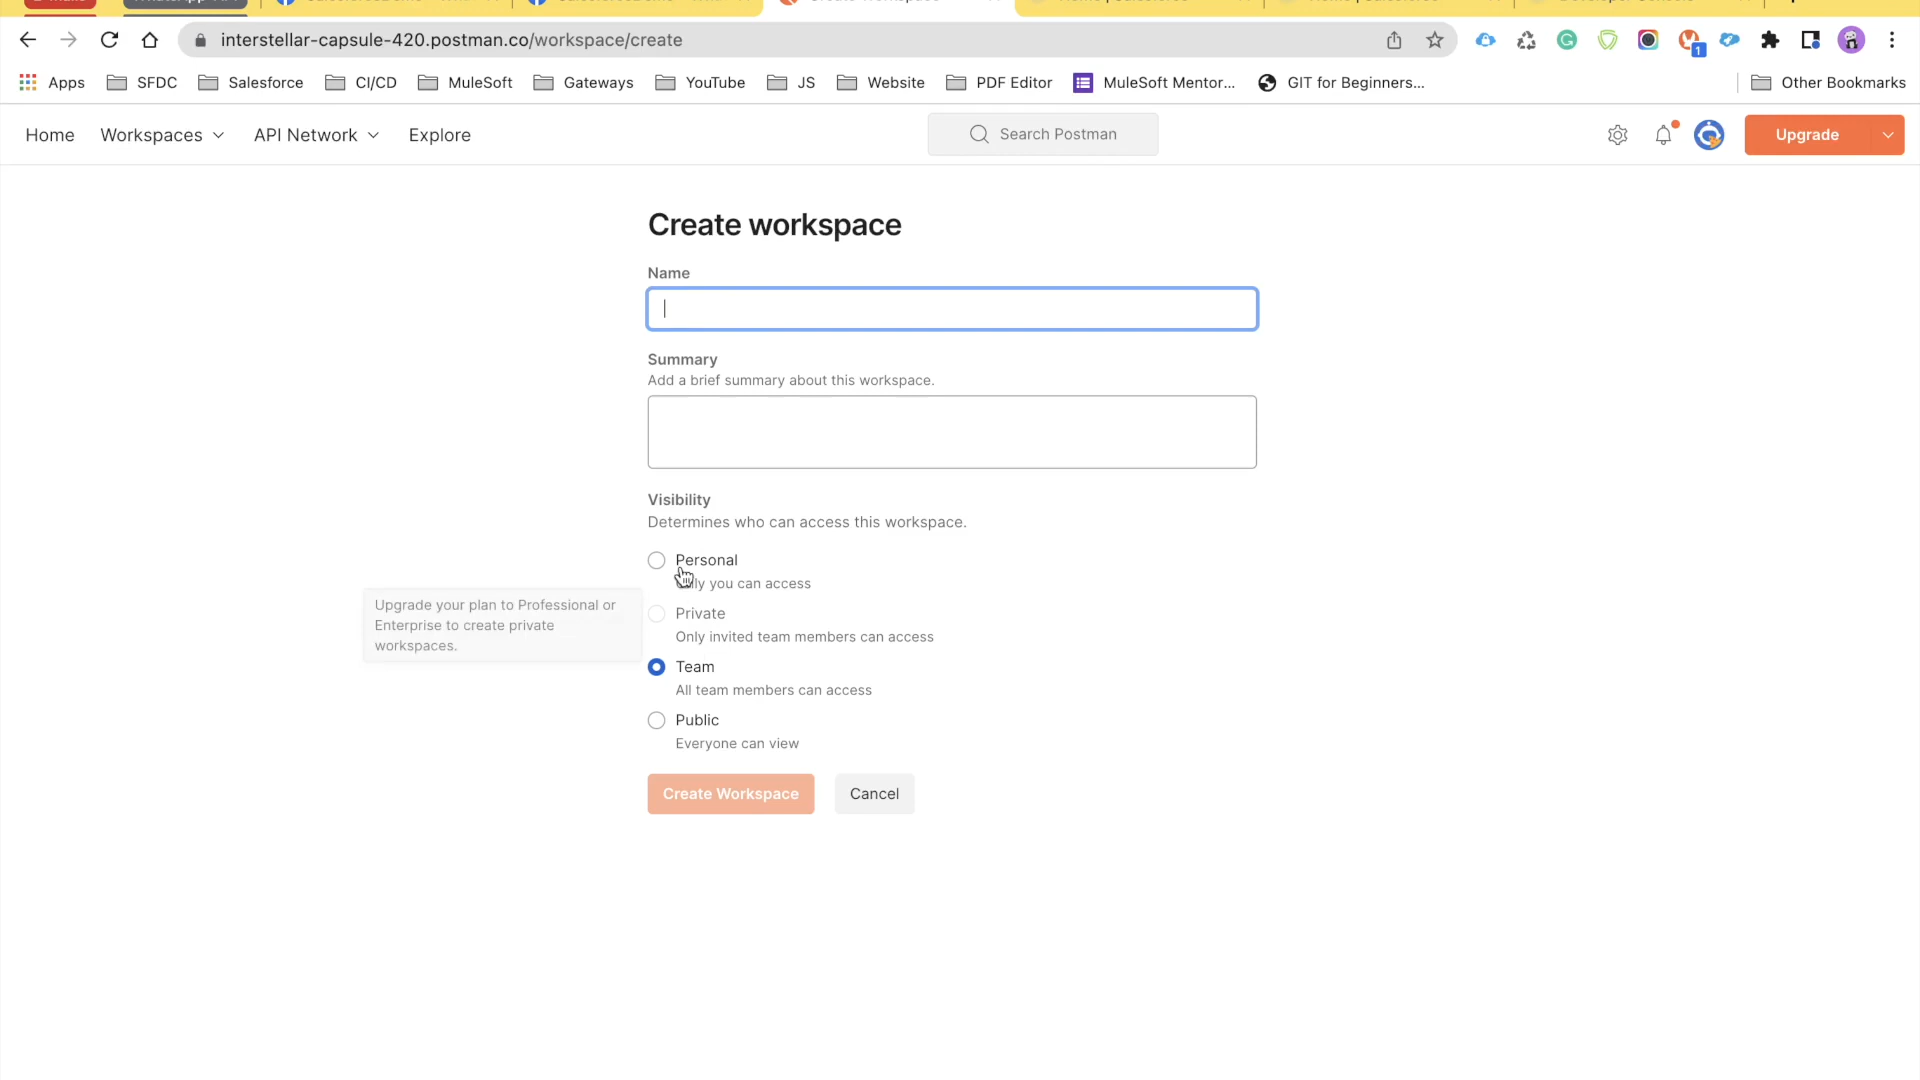 interstellar-capsule-420.postman.co/workspace/create
1
Apps SFDC Salesforce CI/CD MuleSoft Gateways YouTube JS Website PDF Editor MuleSoft Mentor... GIT for Beginners... Other Bookmarks
Home Workspaces API Network Explore Search Postman Upgrade
Create workspace
Name
Summary
Add a brief summary about this workspace.
Visibility
Determines who can access this workspace.
Personal
you can access
Upgrade your plan to Professional or
Enterprise to create private
workspaces.
Private
Only invited team members can access
Team
All team members can access
Public
Everyone can view
Create Workspace Cancel